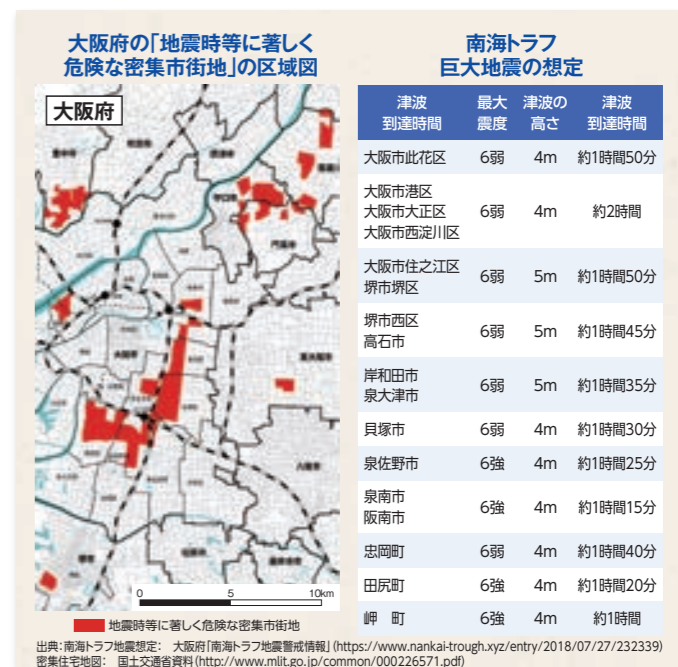 大阪府の「地震時等に著しく
危険な密集市街地」の区域図
大阪府
守口市
門真市
大阪市
東大阪市
八尾市
0 5 10km
地震時等に著しく危険な密集市街地
南海トラフ
巨大地震の想定
津波
到達時間
最大
震度
津波の
高さ
津波
到達時間
大阪市此花区 6弱 4m 約1時間50分
大阪市港区
大阪市大正区 6弱 4m 約2時間
大阪市西淀川区
大阪市住之江区
堺市堺区
6弱 5m 約1時間50分
堺市西区
高石市
6弱 5m 約1時間45分
岸和田市
泉大津市
6弱 5m 約1時間35分
貝塚市 6弱 4m 約1時間30分
泉佐野市 6強 4m 約1時間25分
泉南市
阪南市
6強 4m 約1時間15分
忠岡町 6弱 4m 約1時間40分
田尻町 6強 4m 約1時間20分
岬 町 6強 4m 約1時間
出典:南海トラフ地震想定: 大阪府「南海トラフ地震警戒情報」(https://www.nankai-trough.xyz/entry/2018/07/27/232339)
密集住宅地図: 国土交通省資料(http://www.mlit.go.jp/common/000226571.pdf)